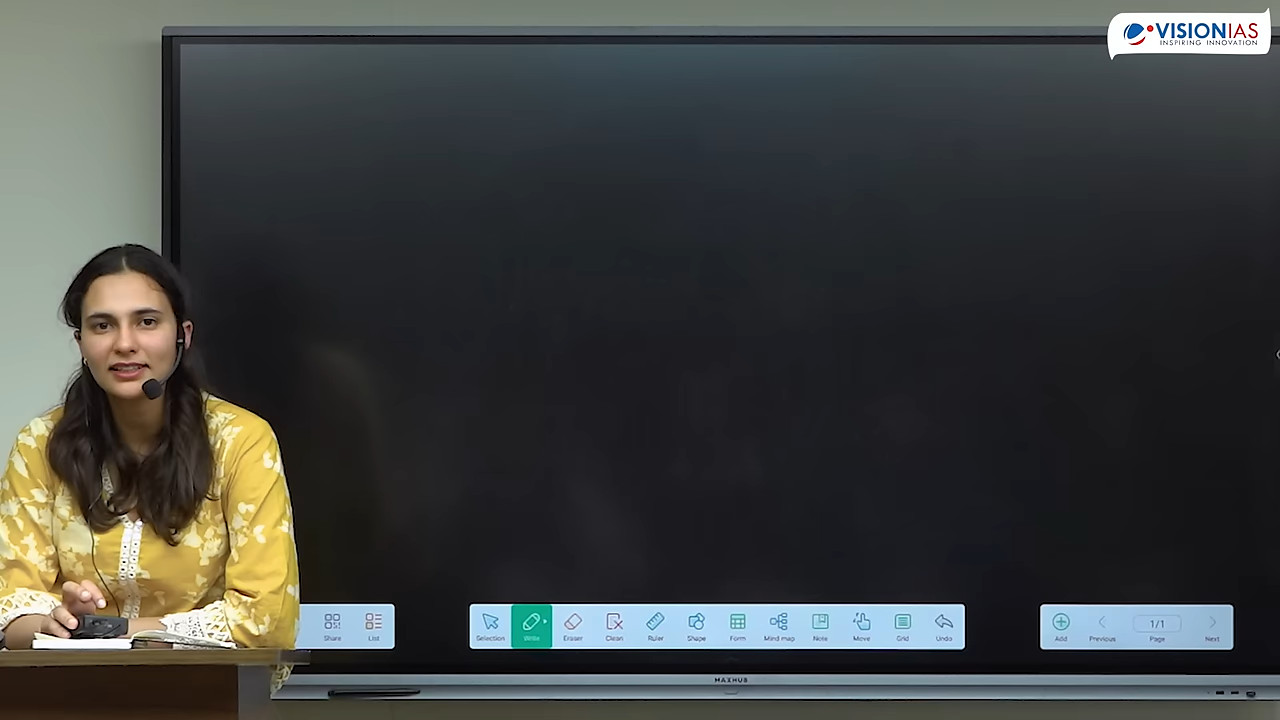 VISIONIAS
INSPIRING INNOVATION
Share
List
Selection
Write
Eraser
Clean
Ruler
Shape
Form
Mind map
Note
Move
Grid
Undo
Add
Previous
1/1
Page
Next
MAXHUB